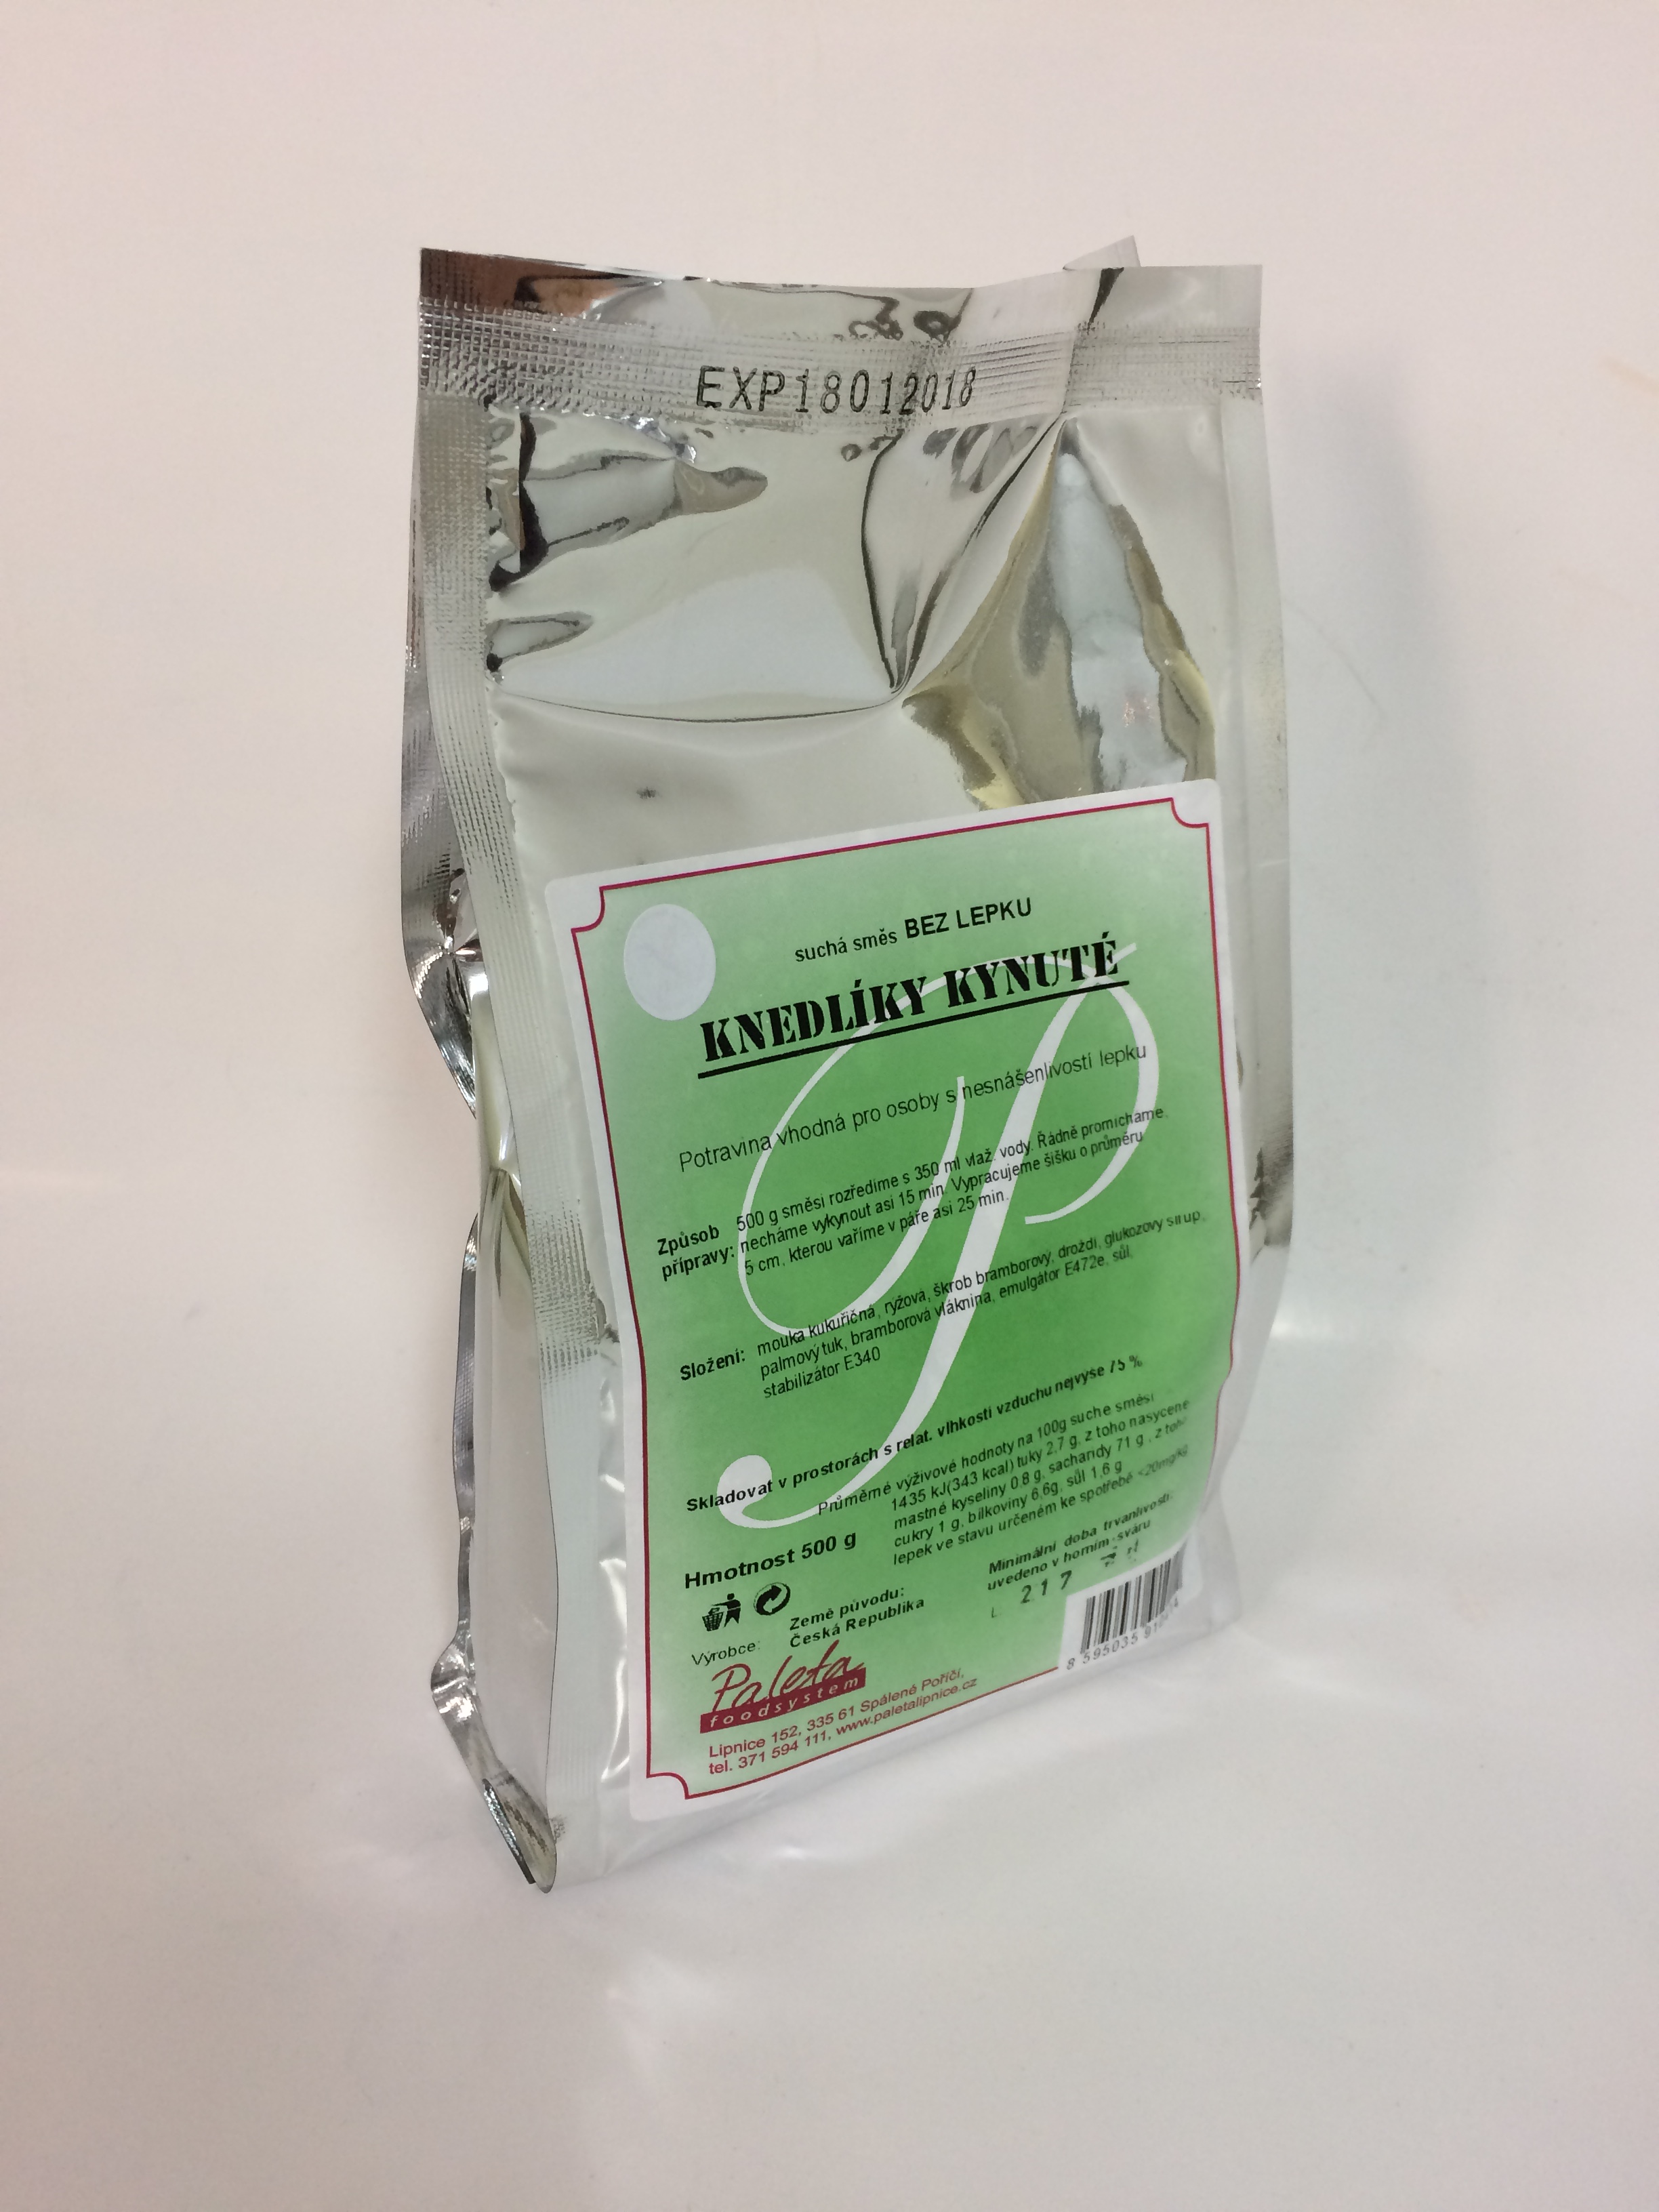 EXP18012018
suchá směs BEZ LEPKU
KNEDLÍKY KYNUTÉ
Potravina vhodná pro osoby s nesnášenlivostí lepku
Způsob přípravy:
500 g směsi rozředíme s 350 ml vlaž. vody. Řádně promícháme,
necháme vykynout asi 15 min. Vypracujeme šišku o průměru
5 cm, kterou vaříme v páře asi 25 min.
Složení:
mouka kukuřičná, rýžová, škrob bramborový, droždí, glukozový sirup,
palmový tuk, bramborová vláknina, emulgátor E472e, sůl,
stabilizátor E340
Skladovat v prostorách s relat. vlhkostí vzduchu nejvýše 75 %
Průměrné výživové hodnoty na 100g suché směsi
1435 kJ(343 kcal) tuky 2,7 g, z toho nasycené
mastné kyseliny 0,8 g, sacharidy 71 g , z toho
cukry 1 g, bílkoviny 6,6g, sůl 1,6 g
lepek ve stavu určeném ke spotřebě <20mg/kg
Hmotnost 500 g
Minimální doba trvanlivosti:
uvedeno v horním sváru
L. 217
Země původu:
Česká Republika
Výrobce:
Paleta
foodsystem
Lipnice 152, 335 61 Spálené Poříčí,
tel. 371 594 111, www.paletalipnice.cz
8 595035